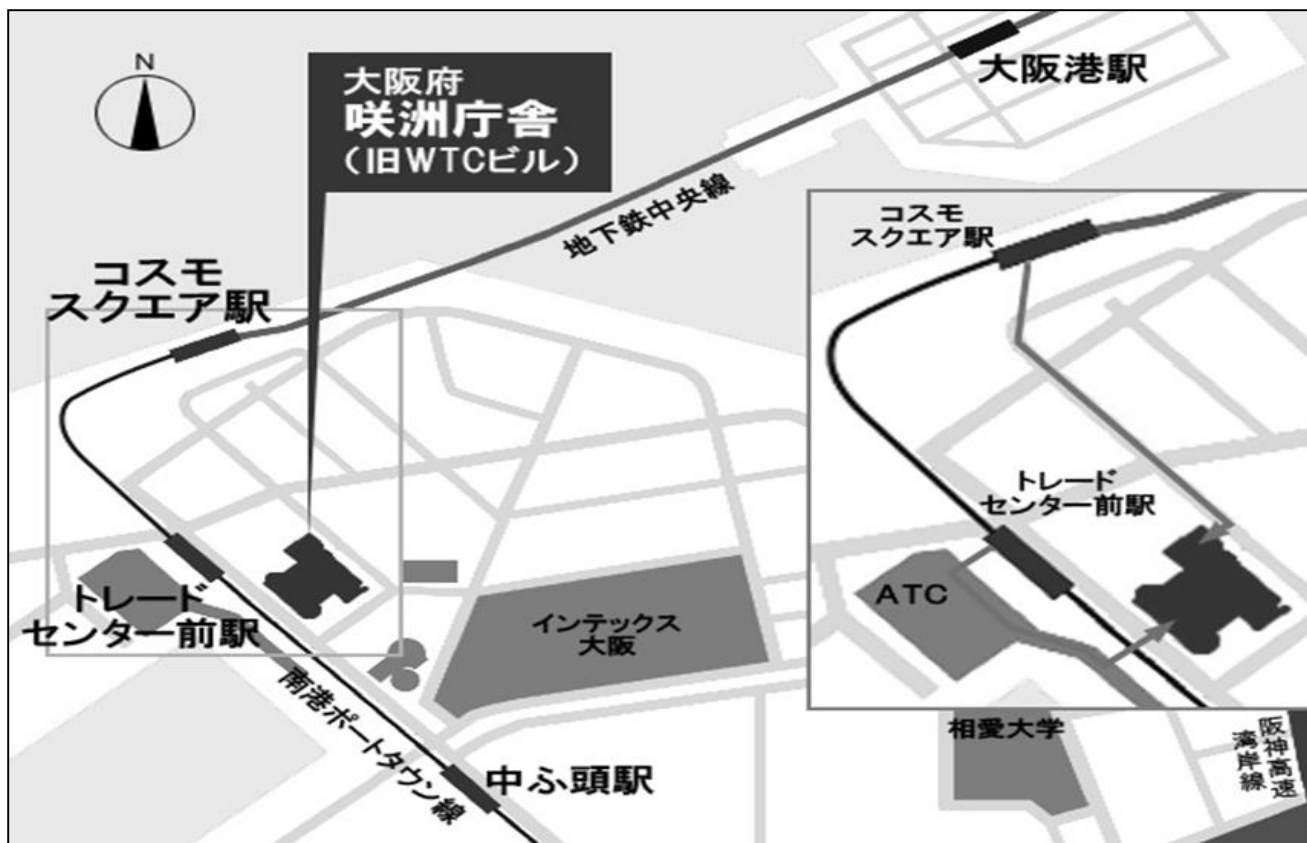 N
大阪府
咲洲庁舎
（旧WTCビル）
大阪港駅
地下鉄中央線
コスモ
スクエア駅
コスモ
スクエア駅
トレード
センター前駅
ATC
トレード
センター前駅
インテックス
大阪
南港ポートタウン線
中ふ頭駅
相愛大学
阪神高速
湾岸線